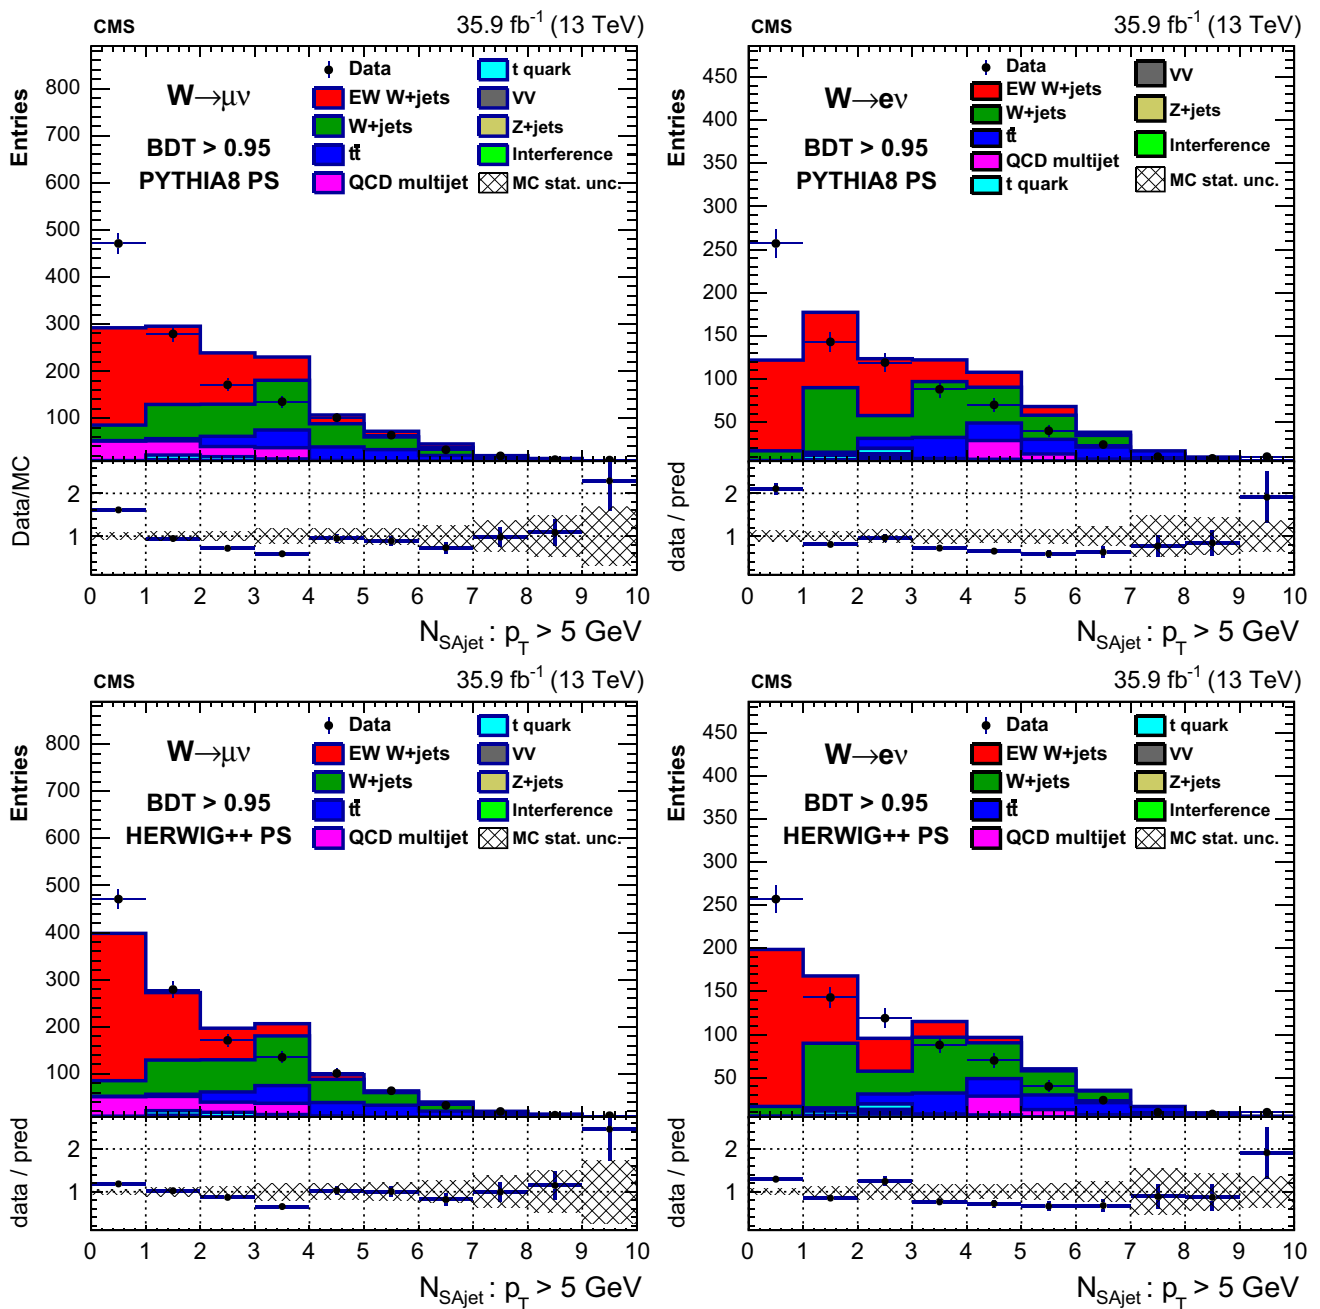 CMS 35.9 fb⁻¹ (13 TeV)
Entries
800
700
600
500
400
300
200
100
W→μν
BDT > 0.95
PYTHIA8 PS
Data
EW W+jets
W+jets
tt̄
QCD multijet
t quark
VV
Z+jets
Interference
MC stat. unc.
Data/MC
2
1
0 1 2 3 4 5 6 7 8 9 10
N_SAjet : p_T > 5 GeV
CMS 35.9 fb⁻¹ (13 TeV)
Entries
450
400
350
300
250
200
150
100
50
W→eν
BDT > 0.95
PYTHIA8 PS
Data
EW W+jets
W+jets
tt̄
QCD multijet
t quark
VV
Z+jets
Interference
MC stat. unc.
data / pred
2
1
0 1 2 3 4 5 6 7 8 9 10
N_SAjet : p_T > 5 GeV
CMS 35.9 fb⁻¹ (13 TeV)
Entries
800
700
600
500
400
300
200
100
W→μν
BDT > 0.95
HERWIG++ PS
Data
EW W+jets
W+jets
tt̄
QCD multijet
t quark
VV
Z+jets
Interference
MC stat. unc.
data / pred
2
1
0 1 2 3 4 5 6 7 8 9 10
N_SAjet : p_T > 5 GeV
CMS 35.9 fb⁻¹ (13 TeV)
Entries
450
400
350
300
250
200
150
100
50
W→eν
BDT > 0.95
HERWIG++ PS
Data
EW W+jets
W+jets
tt̄
QCD multijet
t quark
VV
Z+jets
Interference
MC stat. unc.
data / pred
2
1
0 1 2 3 4 5 6 7 8 9 10
N_SAjet : p_T > 5 GeV